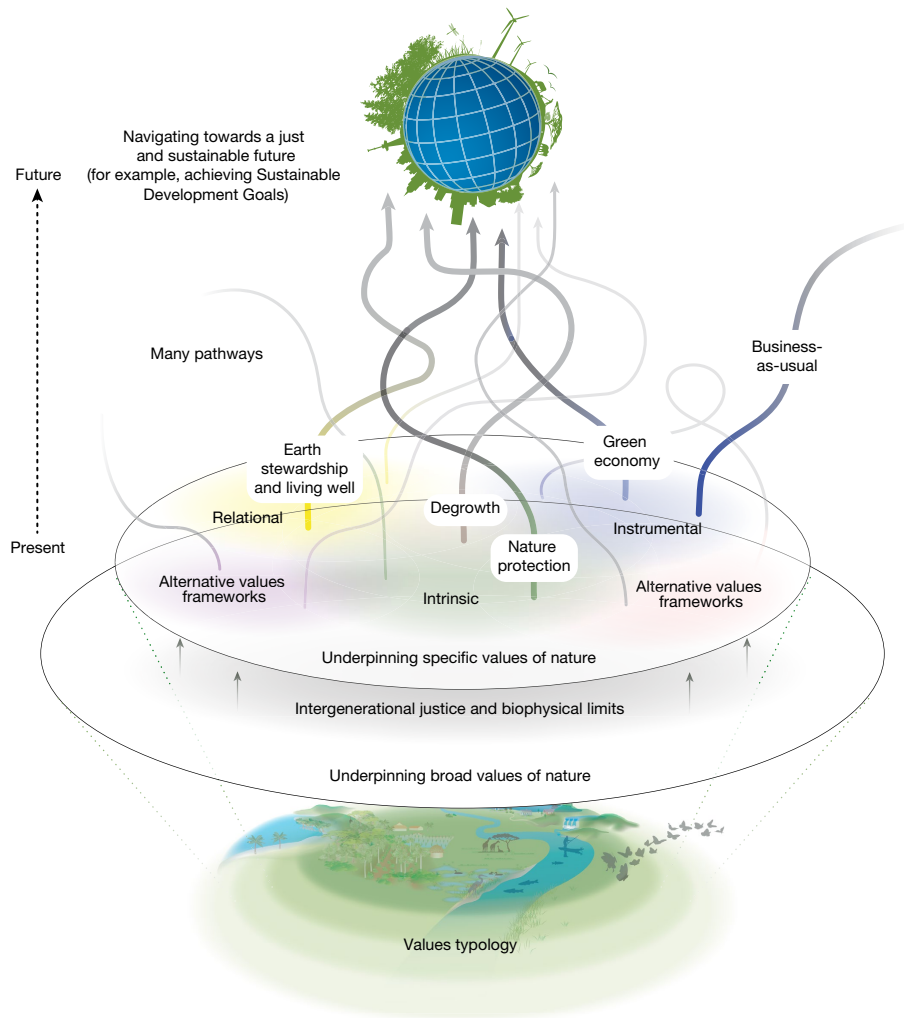 Navigating towards a just
and sustainable future
(for example, achieving Sustainable
Development Goals)
Future
Many pathways
Business-
as-usual
Earth
stewardship
and living well
Green
economy
Degrowth
Relational
Instrumental
Present
Nature
protection
Alternative values
frameworks
Intrinsic
Alternative values
frameworks
Underpinning specific values of nature
Intergenerational justice and biophysical limits
Underpinning broad values of nature
Values typology